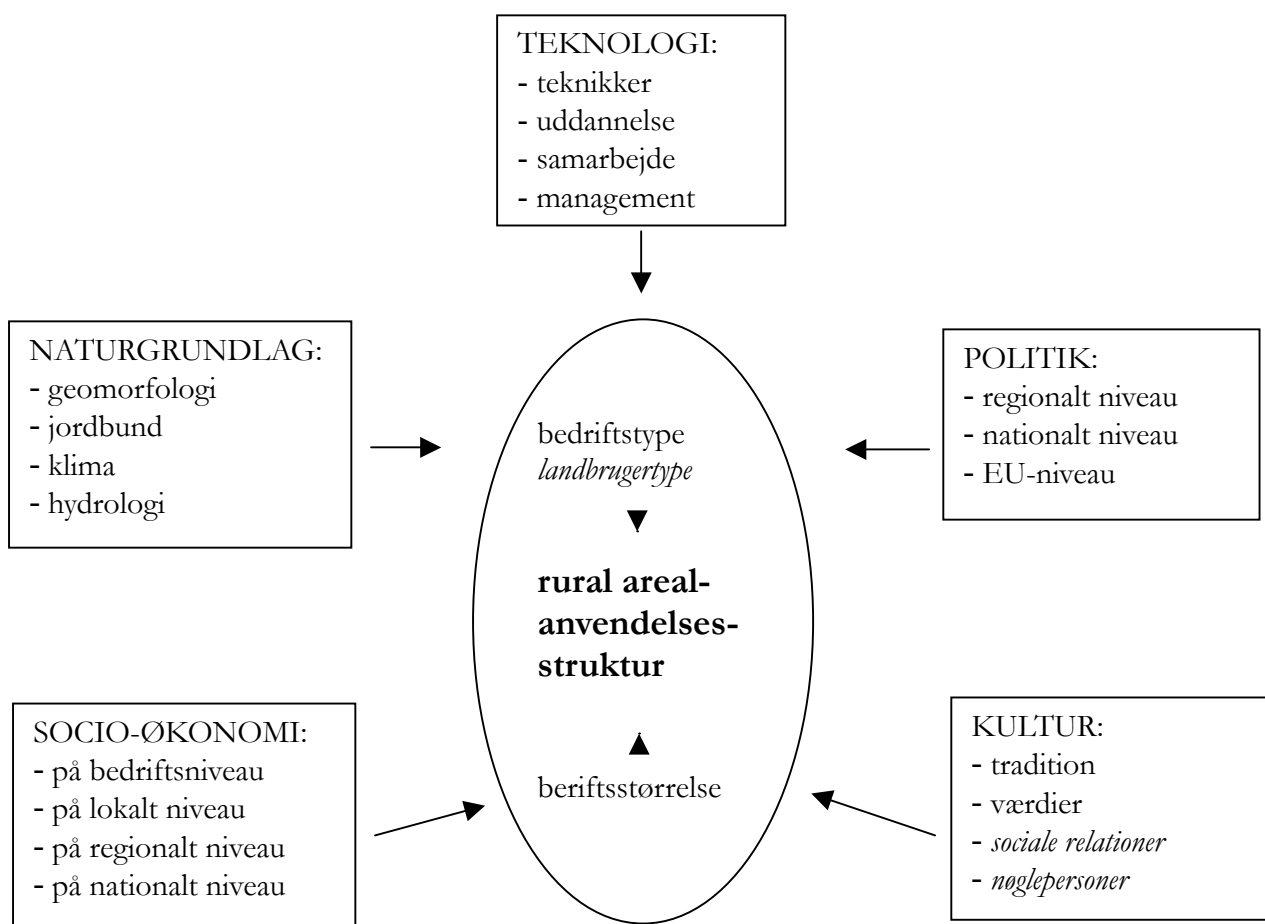 TEKNOLOGI:
- teknikker
- uddannelse
- samarbejde
- management
NATURGRUNDLAG:
- geomorfologi
- jordbund
- klima
- hydrologi
POLITIK:
- regionalt niveau
- nationalt niveau
- EU-niveau
bedriftstype
landbrugertype
rural areal-
anvendelses-
struktur
beriftsstørrelse
SOCIO-ØKONOMI:
- på bedriftsniveau
- på lokalt niveau
- på regionalt niveau
- på nationalt niveau
KULTUR:
- tradition
- værdier
- sociale relationer
- nøglepersoner